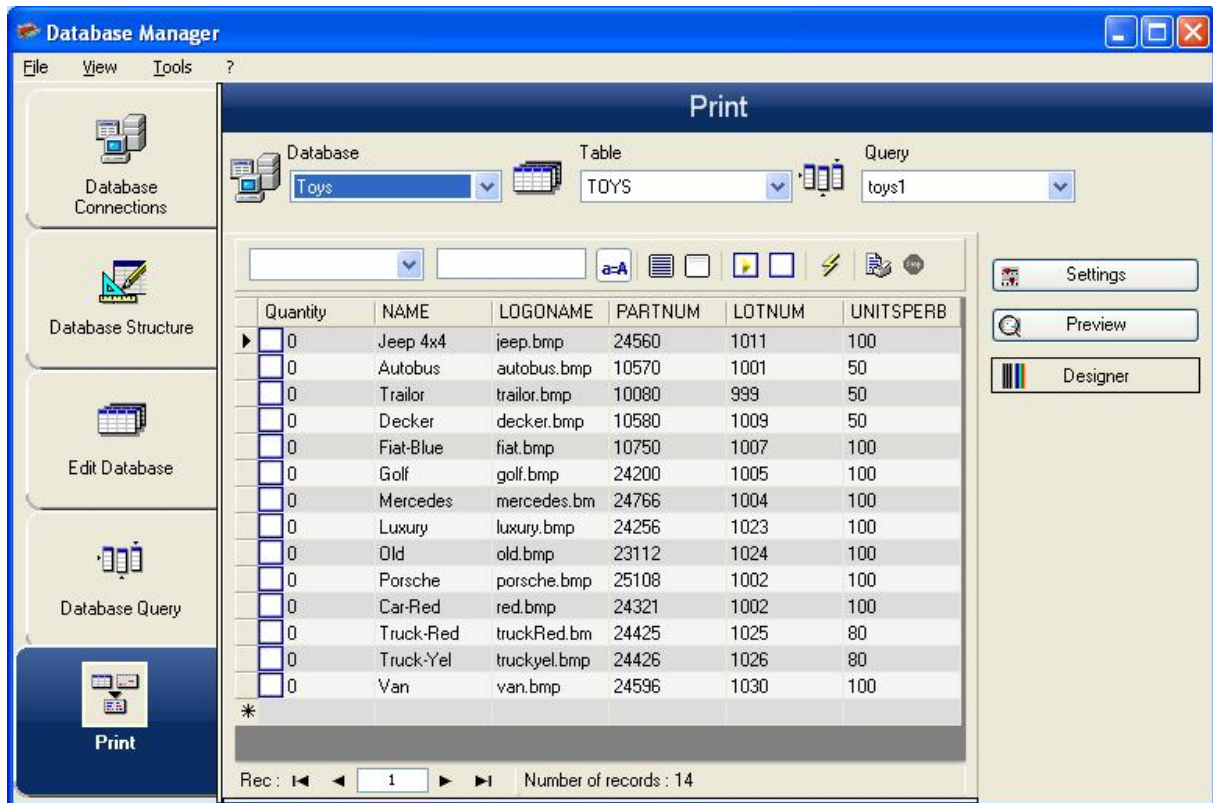 Database Manager
File View Tools ?
Print
Database Table Query
Toys TOYS toys1
Database
Connections
Database Structure
Edit Database
Database Query
Print
a=A
Settings
Preview
Designer
Quantity NAME LOGONAME PARTNUM LOTNUM UNITSPERB
0 Jeep 4x4 jeep.bmp 24560 1011 100
0 Autobus autobus.bmp 10570 1001 50
0 Trailor trailor.bmp 10080 999 50
0 Decker decker.bmp 10580 1009 50
0 Fiat-Blue fiat.bmp 10750 1007 100
0 Golf golf.bmp 24200 1005 100
0 Mercedes mercedes.bm 24766 1004 100
0 Luxury luxury.bmp 24256 1023 100
0 Old old.bmp 23112 1024 100
0 Porsche porsche.bmp 25108 1002 100
0 Car-Red red.bmp 24321 1002 100
0 Truck-Red truckRed.bm 24425 1025 80
0 Truck-Yel truckyel.bmp 24426 1026 80
0 Van van.bmp 24596 1030 100
Rec : 1 Number of records : 14